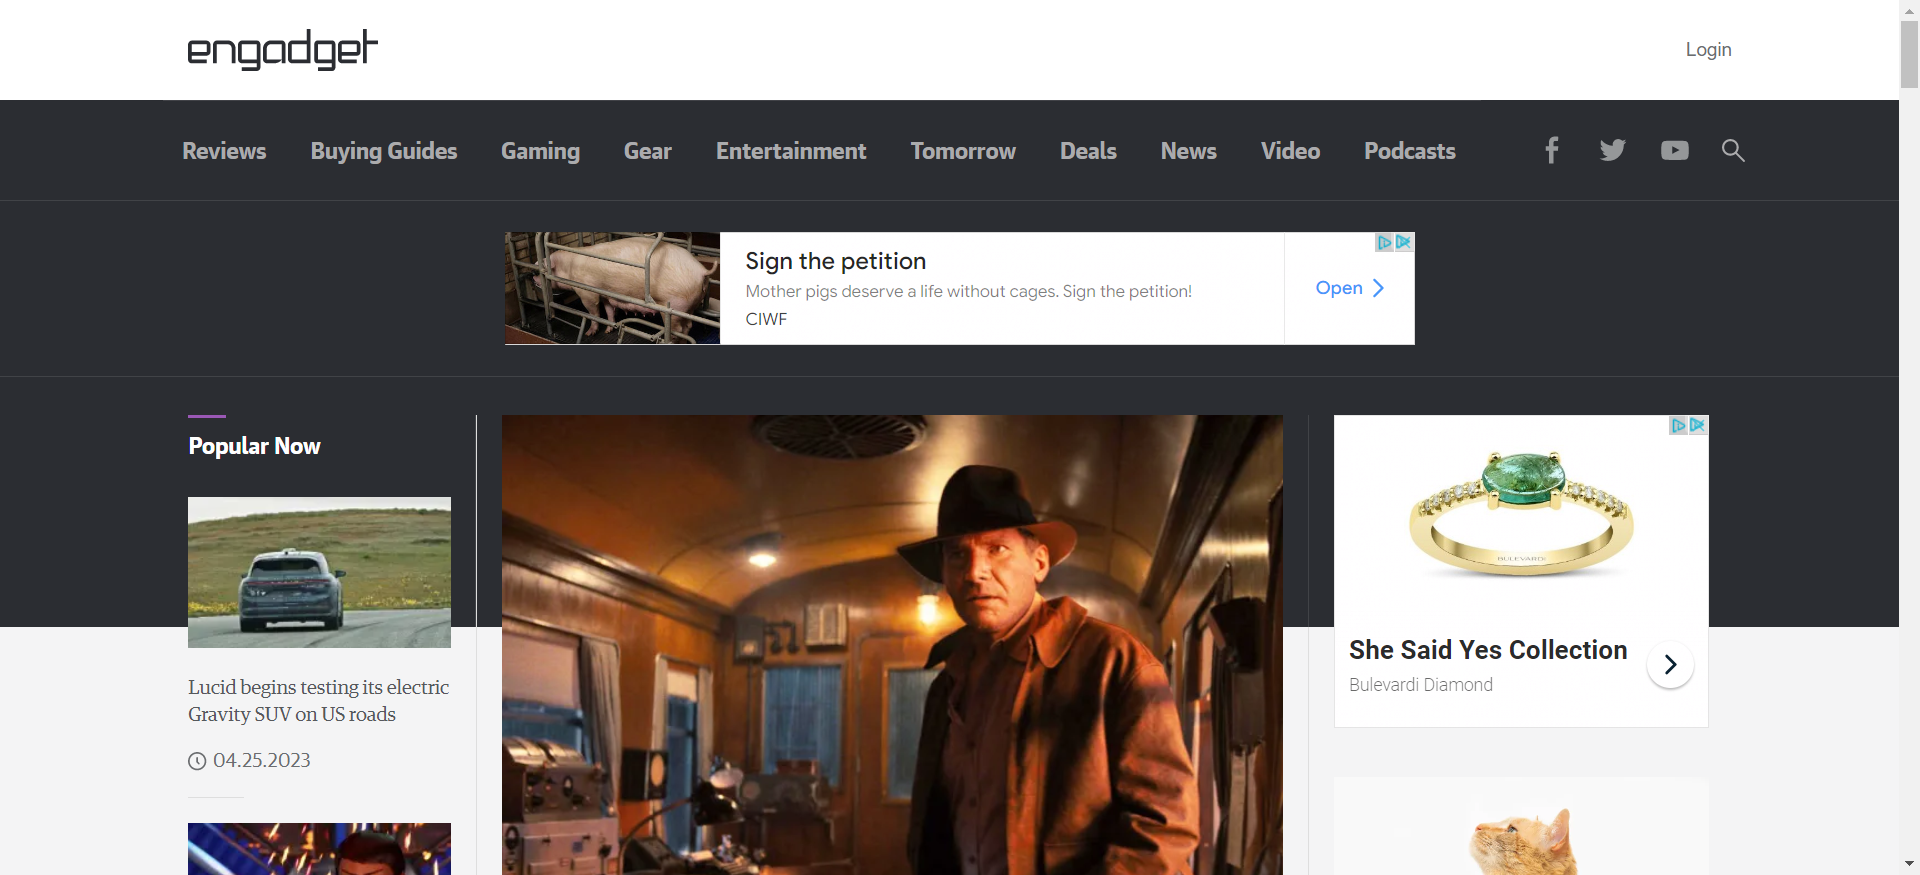 engadget
Login
Reviews Buying Guides Gaming Gear Entertainment Tomorrow Deals News Video Podcasts
Sign the petition
Mother pigs deserve a life without cages. Sign the petition!
CIWF
Open
Popular Now
Lucid begins testing its electric
Gravity SUV on US roads
04.25.2023
BULEVARDI
She Said Yes Collection
Bulevardi Diamond